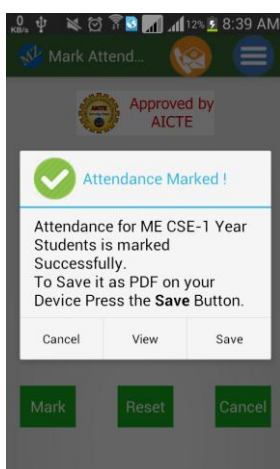 0 KB/s 12% 8:39 AM
MZ Mark Attend...
Approved by
AICTE
Attendance Marked !
Attendance for ME CSE-1 Year
Students is marked
Successfully.
To Save it as PDF on your
Device Press the Save Button.
Cancel View Save
Mark Reset Cancel